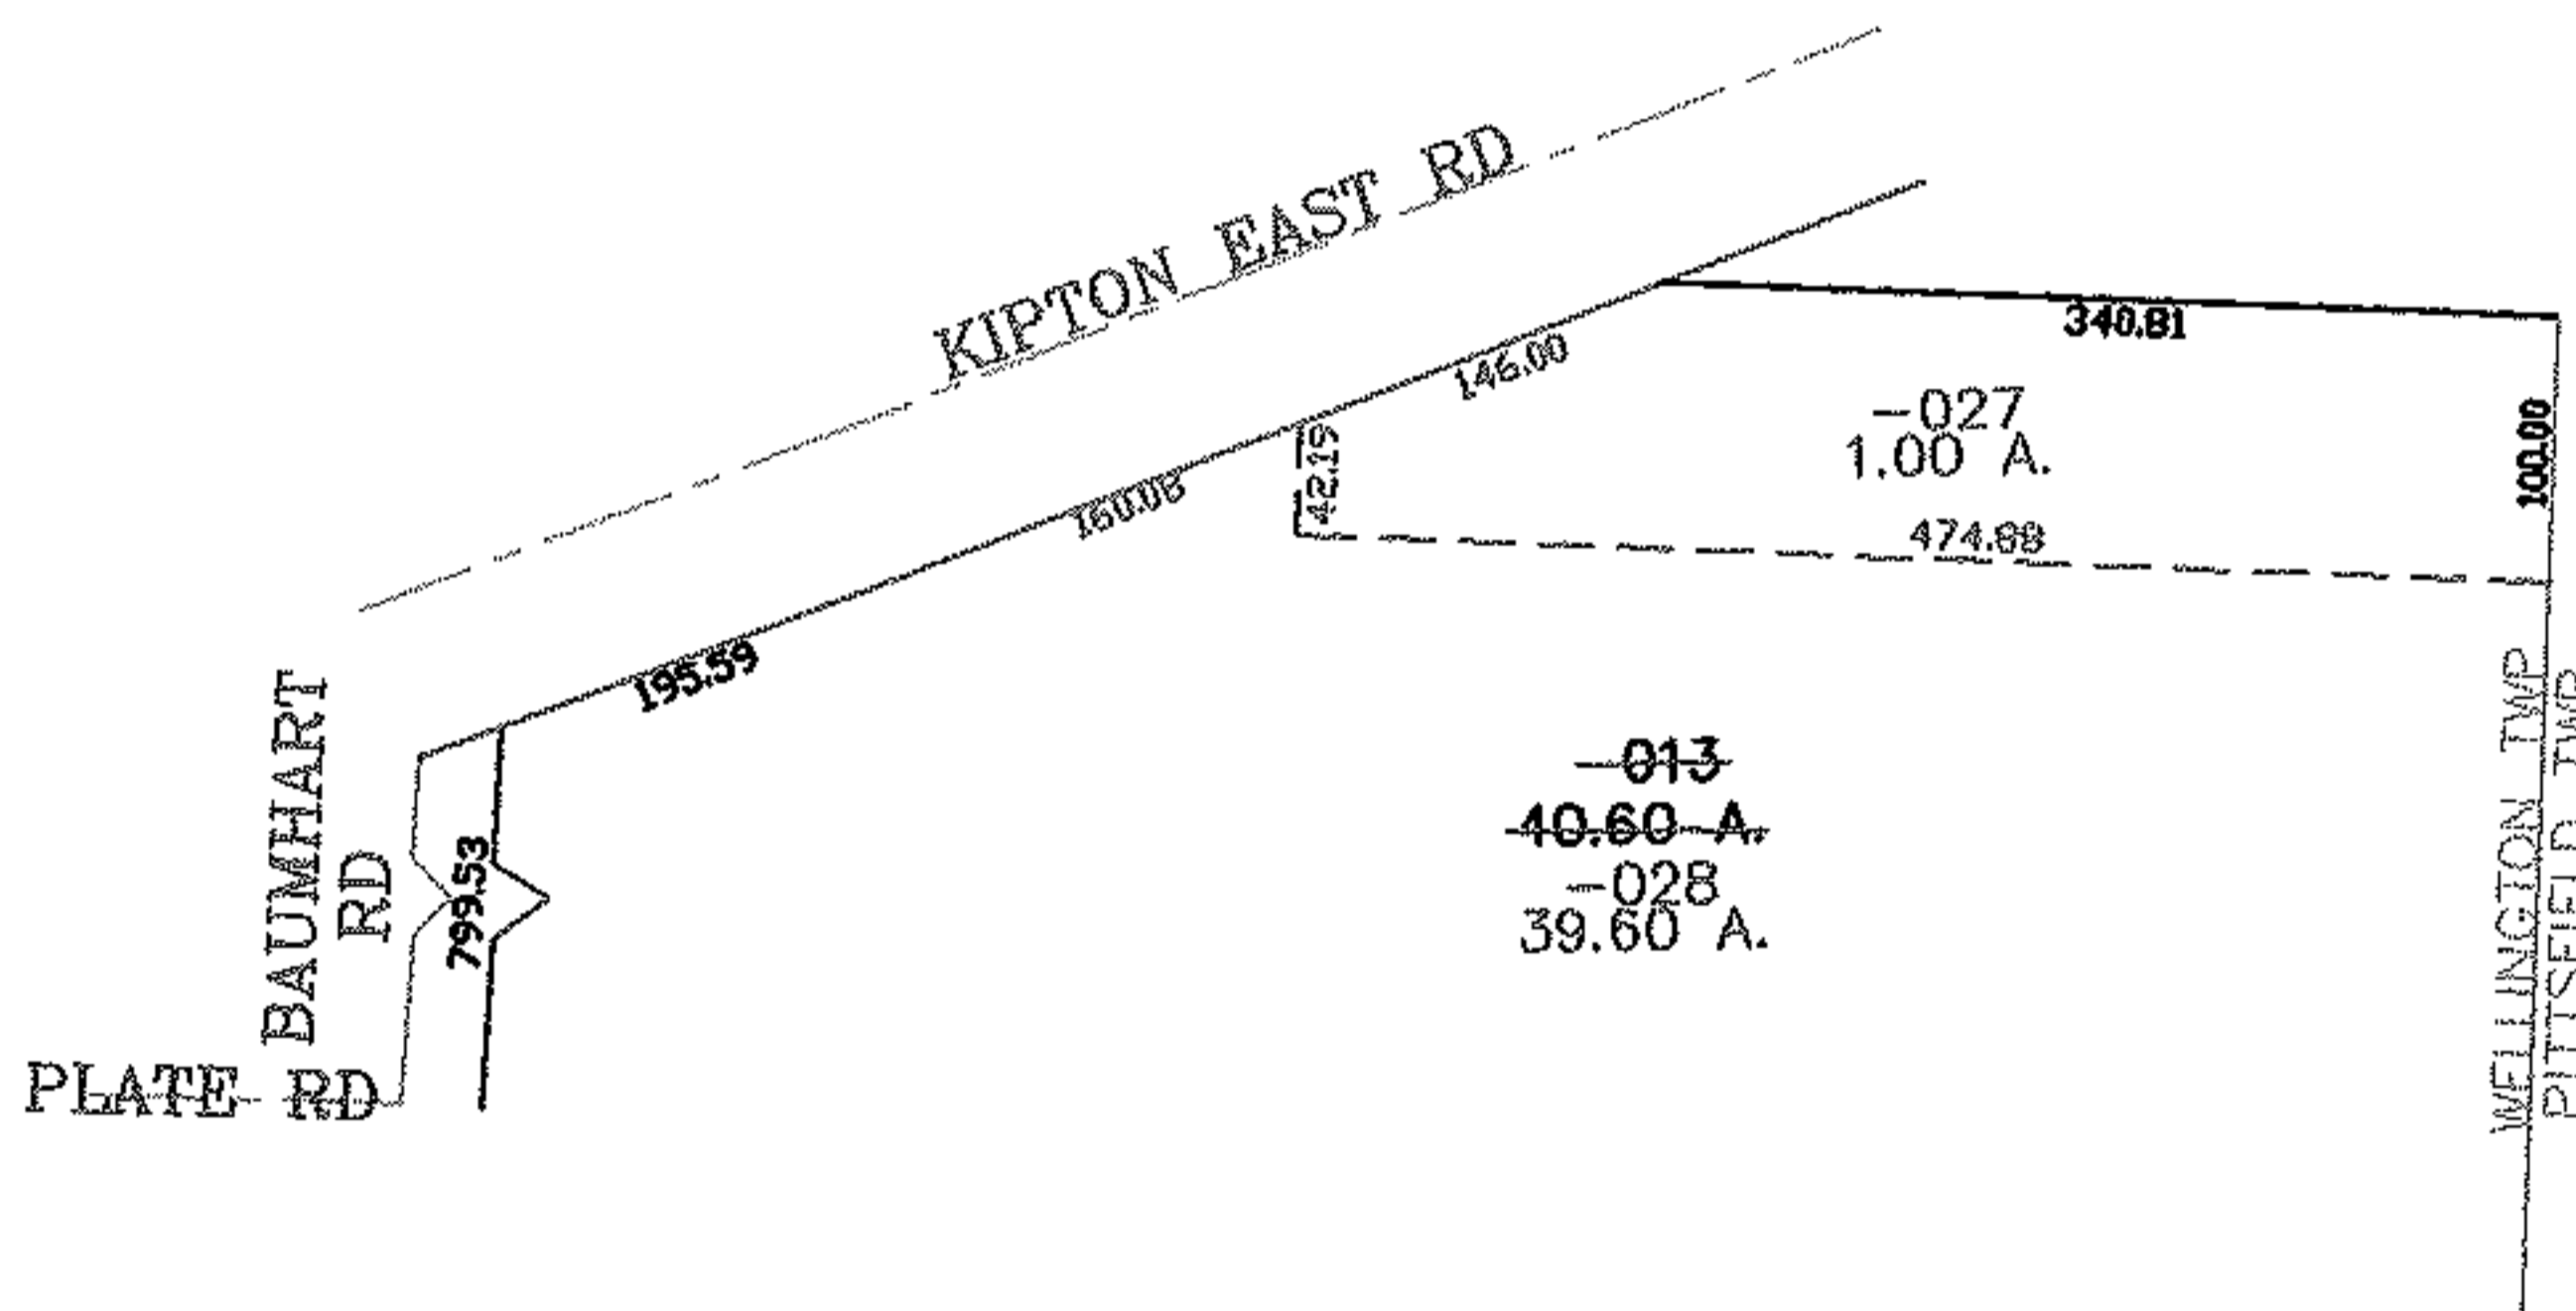 KIPTON EAST RD
340.81
146.00
-027
1.00 A.
100.00
42.19
160.08
474.88
195.59
BAUMHART
RD
799.53
-013
40.60 A.
-028
39.60 A.
WELLINGTON TWP
PITTSFIELD TWP
PLATE RD